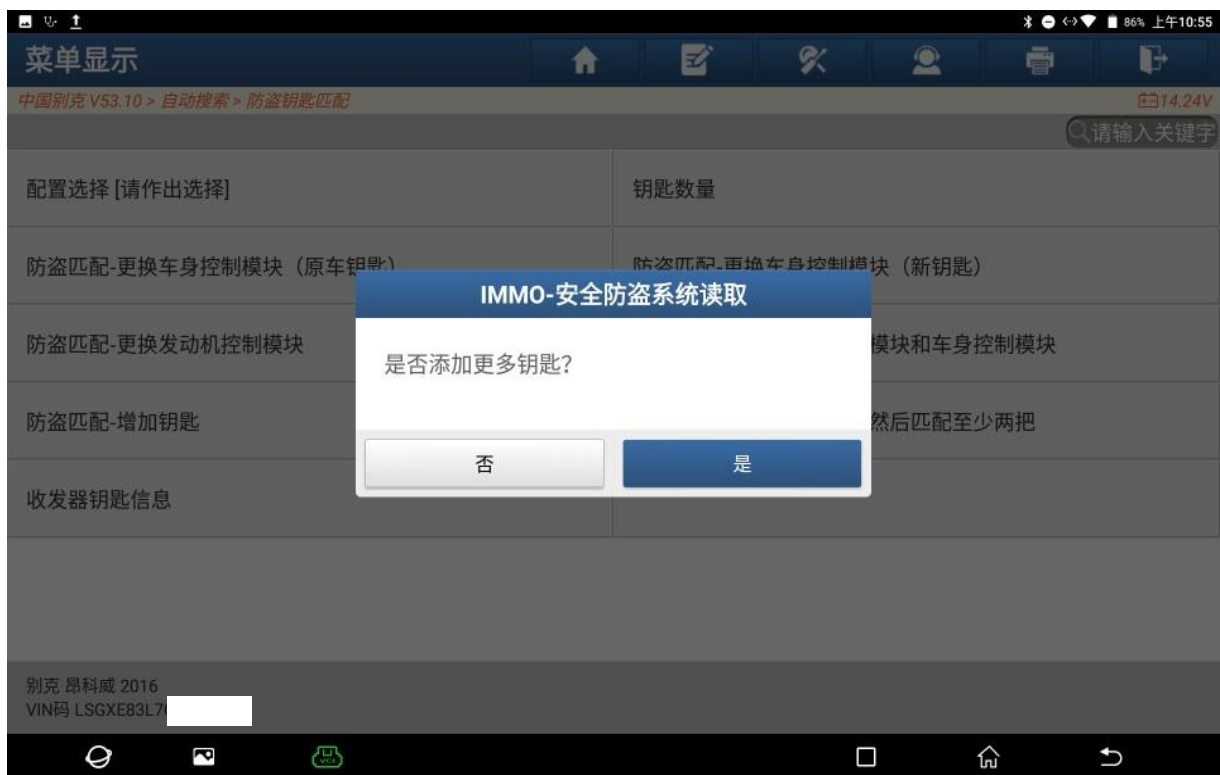 86% 上午10:55
菜单显示
中国别克 V53.10 > 自动搜索 > 防盗钥匙匹配
14.24V
请输入关键字
配置选择 [请作出选择]
钥匙数量
防盗匹配-更换车身控制模块（原车钥匙）
防盗匹配-更换车身控制模块（新钥匙）
IMMO-安全防盗系统读取
防盗匹配-更换发动机控制模块
模块和车身控制模块
是否添加更多钥匙?
防盗匹配-增加钥匙
然后匹配至少两把
否
是
收发器钥匙信息
别克 昂科威 2016
VIN码 LSGXE83L7
VCI